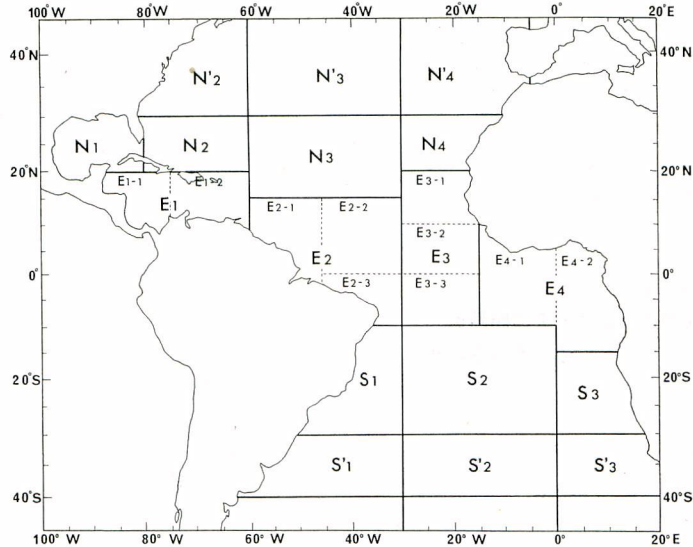 100°W 80°W 60°W 40°W 20°W 0° 20°E
40°N 40°N
N'2 N'3 N'4
N1 N2 N3 N4
20°N 20°N
E1-1 E1-2 E3-1
E1 E2-1 E2-2
E3-2
E2 E3 E4-1 E4-2
0° 0°
E2-3 E3-3 E4
20°S S1 S2 20°S
S3
S'1 S'2 S'3
40°S 40°S
100° W 80° W 60° W 40° W 20° W 0° 20° E